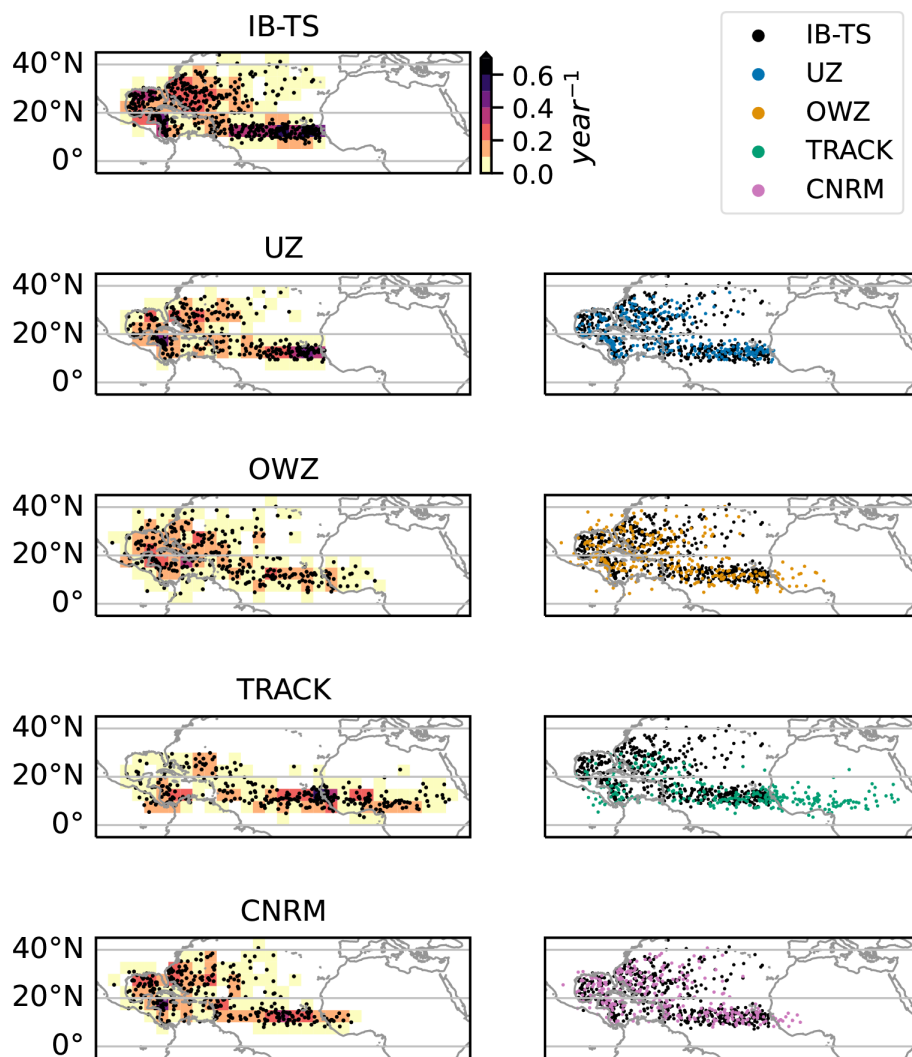 IB-TS
40°N
20°N
0°
0.6
0.4
0.2
0.0
year⁻¹
IB-TS
UZ
OWZ
TRACK
CNRM
UZ
40°N
20°N
0°
OWZ
40°N
20°N
0°
TRACK
40°N
20°N
0°
CNRM
40°N
20°N
0°